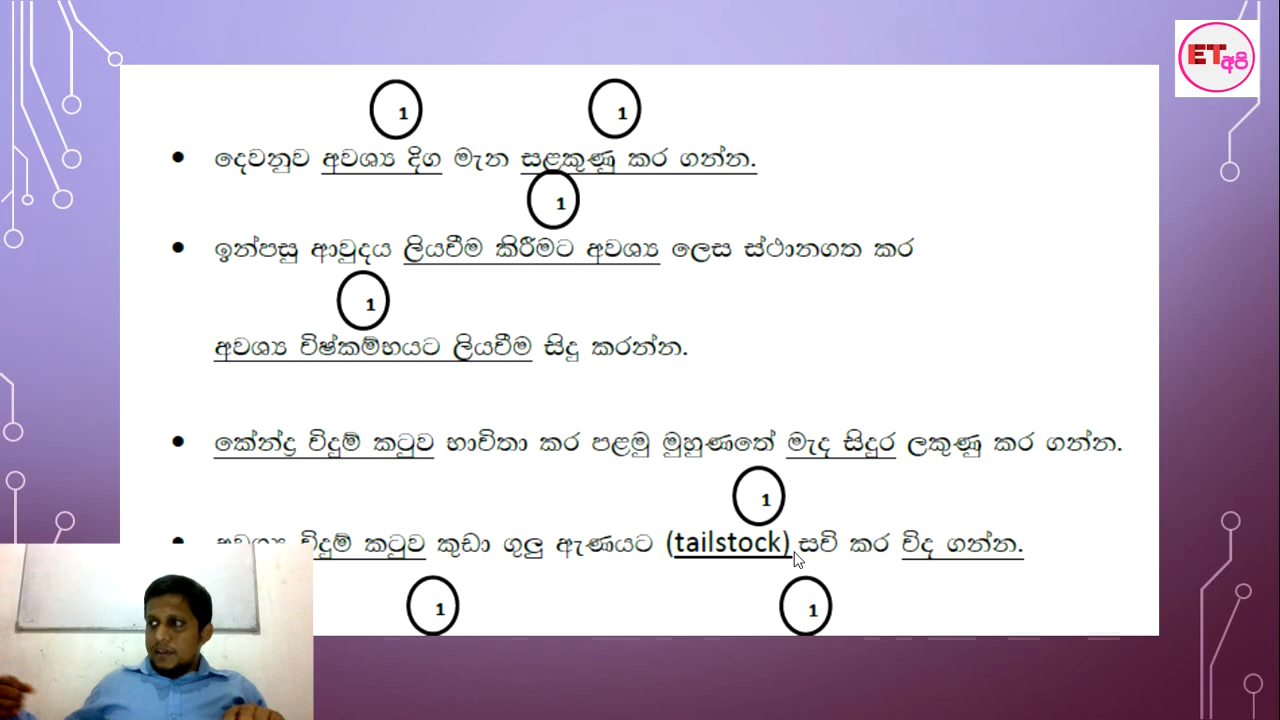 ET අපි
1 1
දෙවනුව අවශ්‍ය දිග මැන සළකුණු කර ගන්න.
1
ඉන්පසු ආවුදය ලියවීම කිරීමට අවශ්‍ය ලෙස ස්ථානගත කර
1
අවශ්‍ය විෂ්කම්භයට ලියවීම සිදු කරන්න.
කේන්ද්‍ර විදුම් කටුව භාවිතා කර පළමු මුහුණතේ මැද සිදුර ලකුණු කර ගන්න.
1
අවශ්‍ය විදුම් කටුව කුඩා ගුලු ඇණයට (tailstock) සවි කර විද ගන්න.
1 1